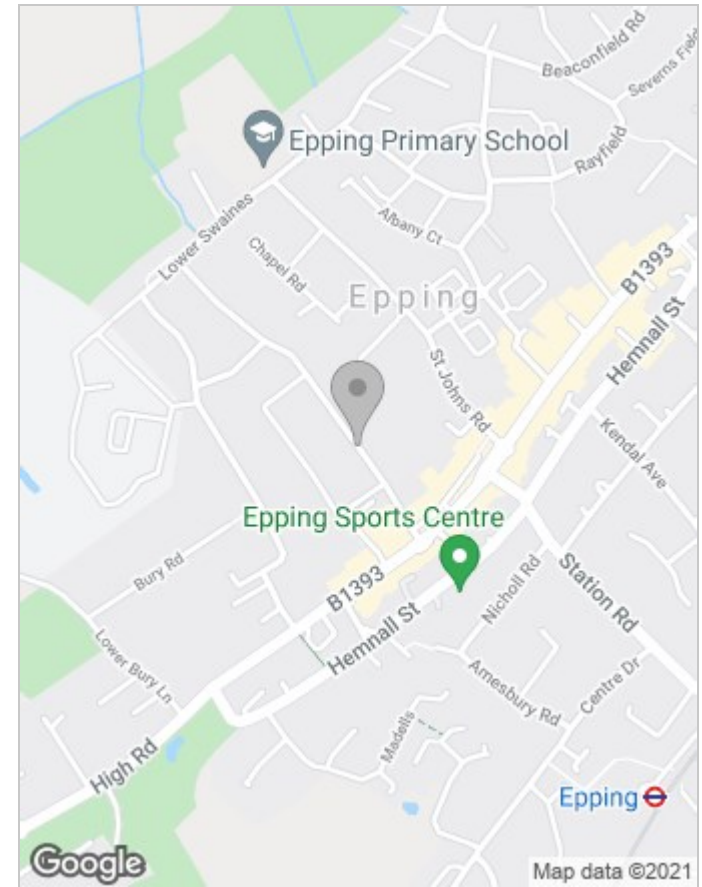 Beaconfield Rd
Severns Field
Epping Primary School
Rayfield
Albany Ct
Lower Swaines
Chapel Rd
B1393
Epping
Hemnall St
St Johns Rd
Kendal Ave
Epping Sports Centre
Bury Rd
B1393
Nicholl Rd
Station Rd
Hemnall St
Lower Bury Ln
Amesbury Rd
Centre Dr
Madells
High Rd
Epping
Google
Map data ©2021